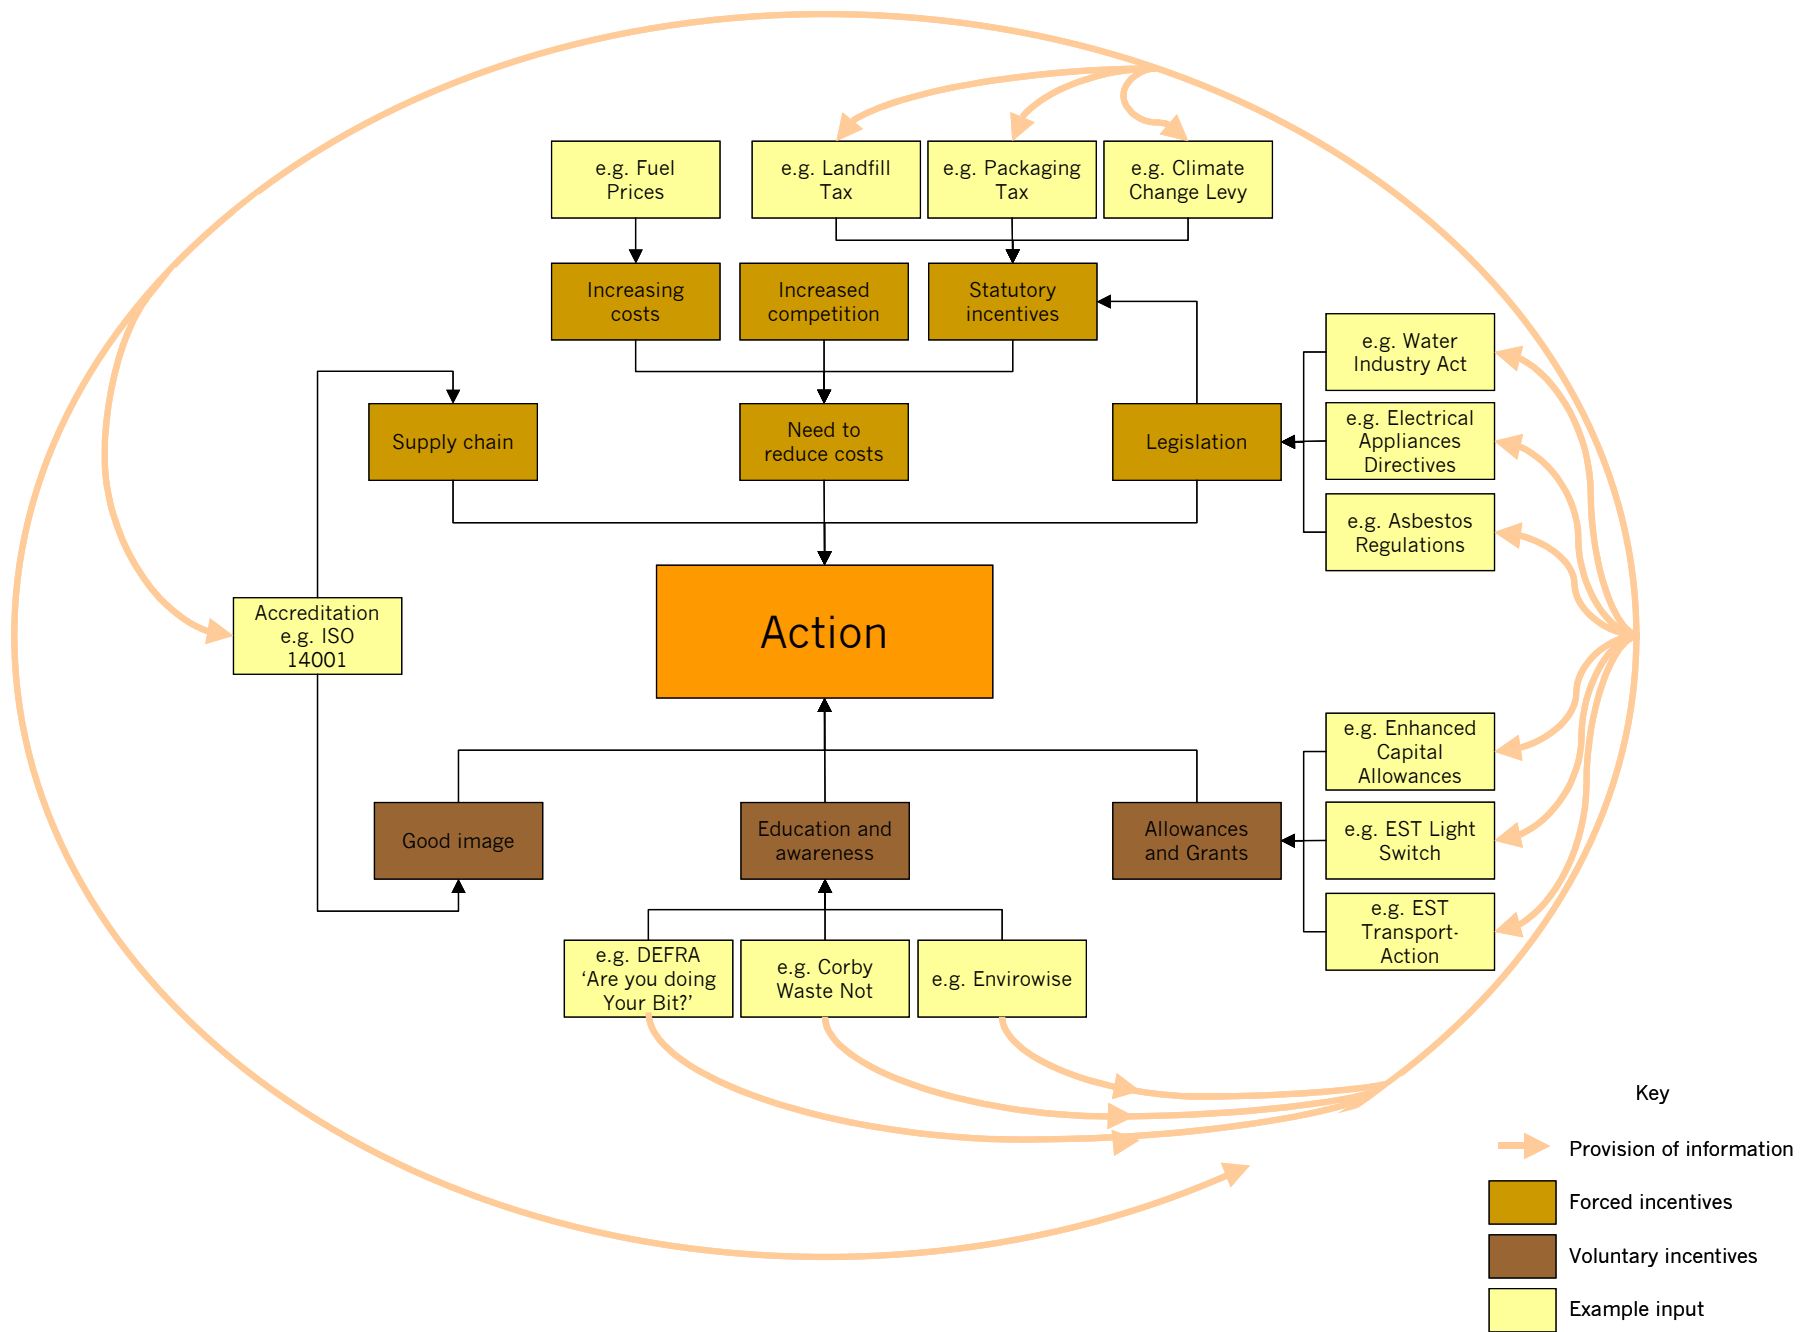 e.g. Fuel
Prices
e.g. Landfill
Tax
e.g. Packaging
Tax
e.g. Climate
Change Levy
Increasing
costs
Increased
competition
Statutory
incentives
e.g. Water
Industry Act
e.g. Electrical
Appliances
Directives
e.g. Asbestos
Regulations
Supply chain
Need to
reduce costs
Legislation
Accreditation
e.g. ISO
14001
Action
e.g. Enhanced
Capital
Allowances
e.g. EST Light
Switch
e.g. EST
Transport-
Action
Good image
Education and
awareness
Allowances
and Grants
e.g. DEFRA
‘Are you doing
Your Bit?’
e.g. Corby
Waste Not
e.g. Envirowise
Key
Provision of information
Forced incentives
Voluntary incentives
Example input